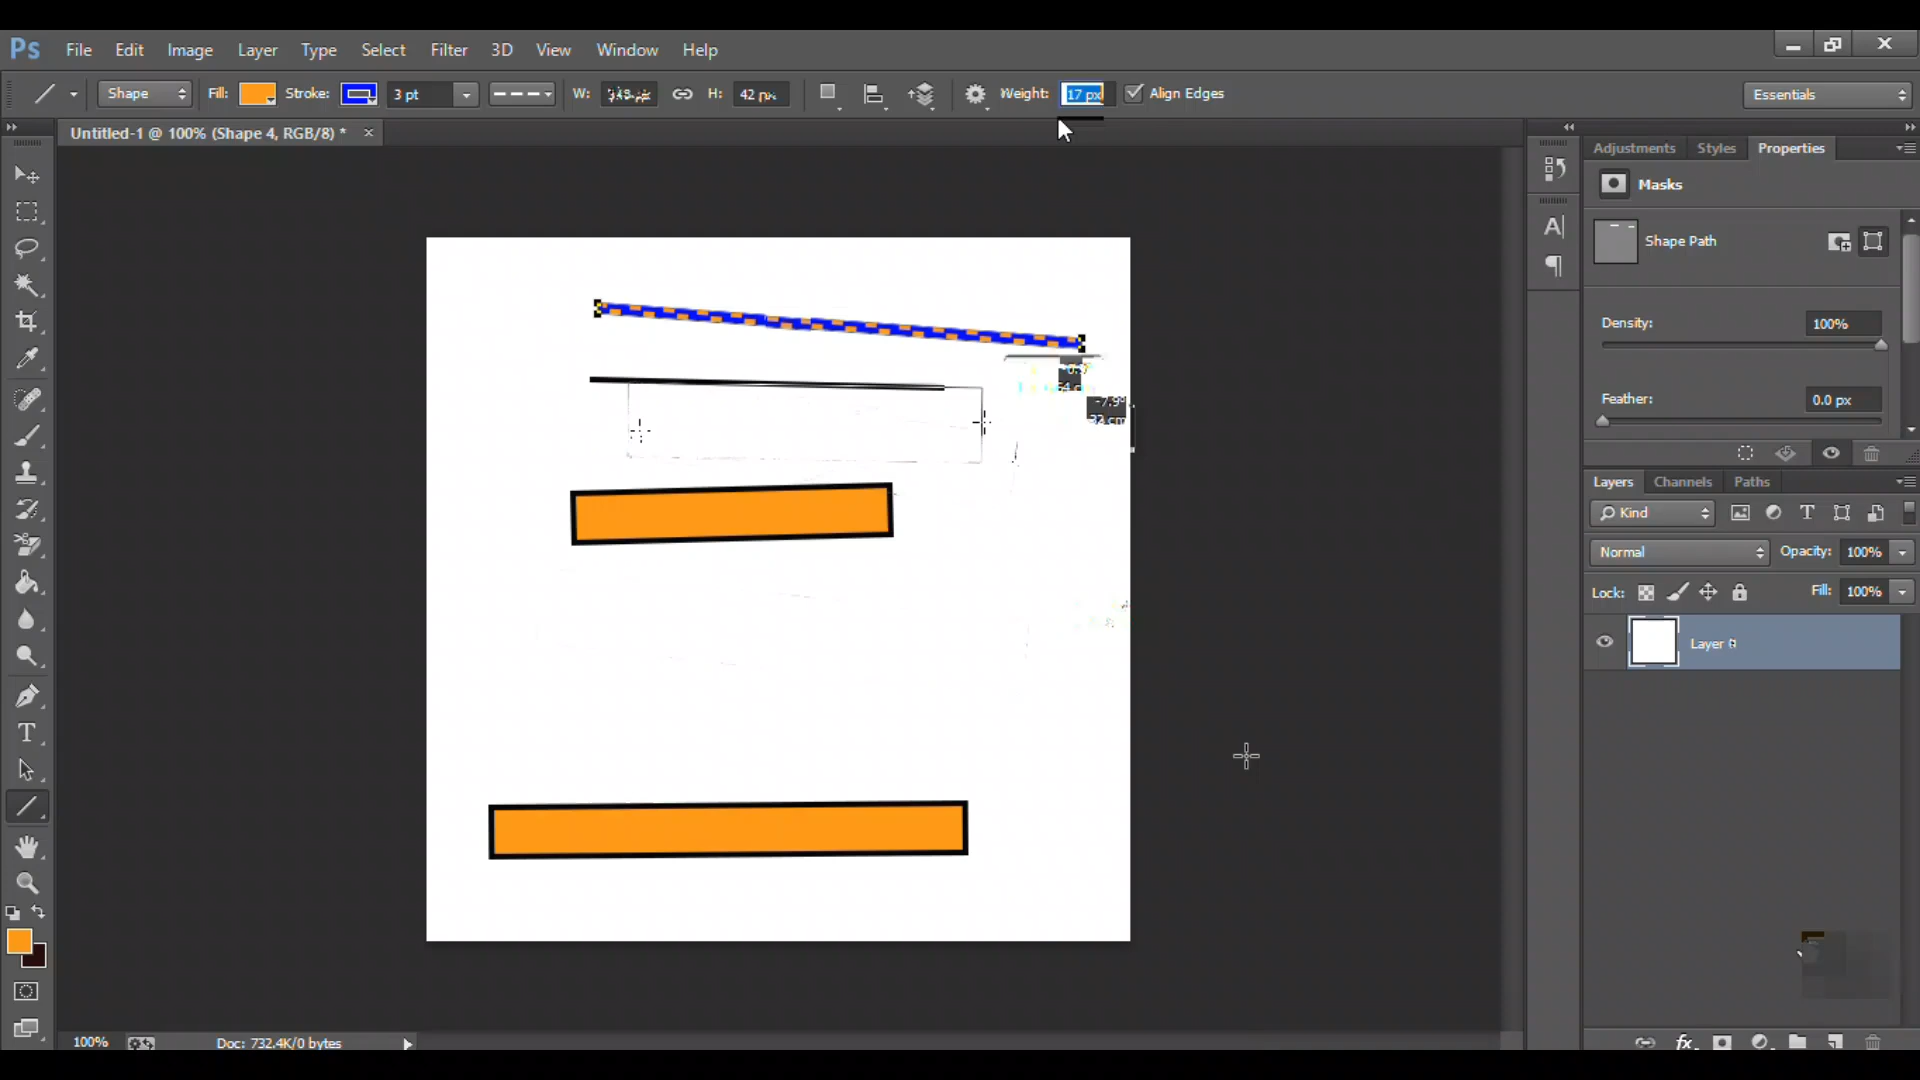 Ps File Edit Image Layer Type Select Filter 3D View Window Help
Shape Fill: Stroke: 3 pt W: H: 42 px Weight: 17 px Align Edges Essentials
Untitled-1 @ 100% (Shape 4, RGB/8) *
Adjustments Styles Properties
Masks
Shape Path
Density: 100%
Feather: 0.0 px
Layers Channels Paths
Kind
Normal Opacity: 100%
Lock: Fill: 100%
Layer
-7.9°
100% Doc: 732.4K/0 bytes